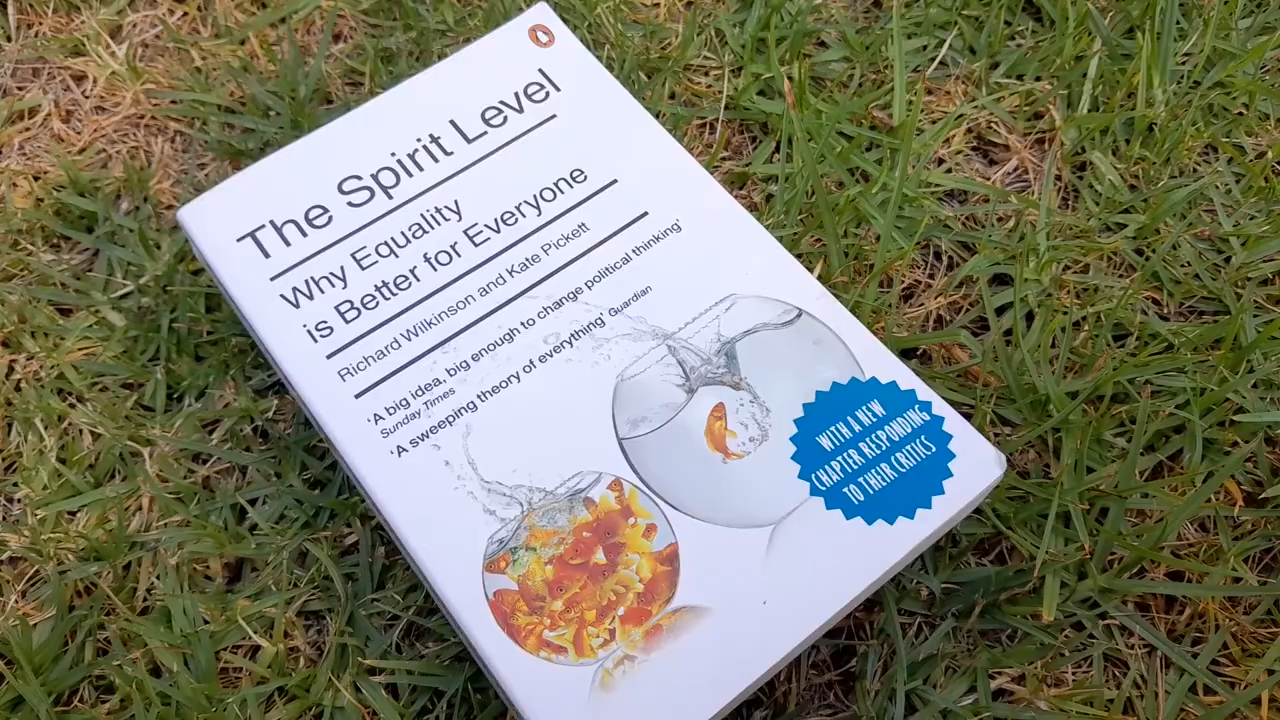 The Spirit Level
Why Equality
is Better for Everyone
Richard Wilkinson and Kate Pickett
'A big idea, big enough to change political thinking'
Sunday Times
'A sweeping theory of everything' Guardian
WITH A NEW
CHAPTER RESPONDING
TO THEIR CRITICS